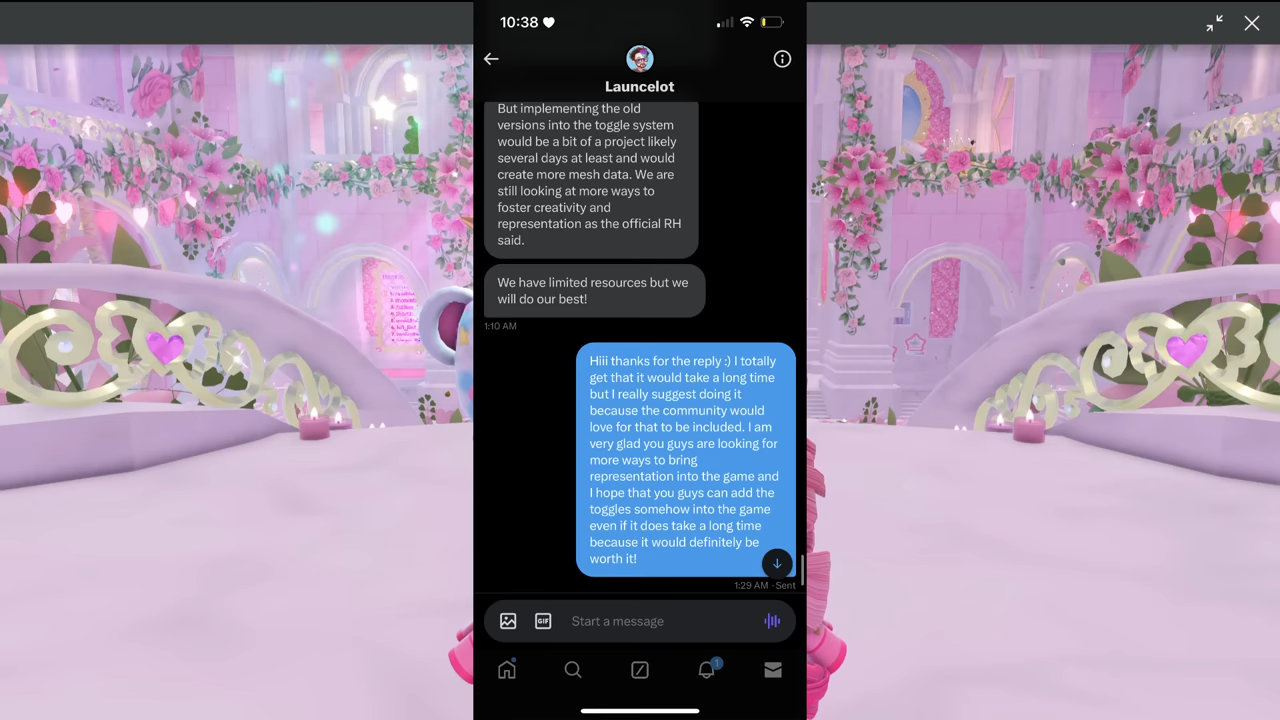 10:38
Launcelot
But implementing the old
versions into the toggle system
would be a bit of a project likely
several days at least and would
create more mesh data. We are
still looking at more ways to
foster creativity and
representation as the official RH
said.
We have limited resources but we
will do our best!
1:10 AM
Hiii thanks for the reply :) I totally
get that it would take a long time
but I really suggest doing it
because the community would
love for that to be included. I am
very glad you guys are looking for
more ways to bring
representation into the game and
I hope that you guys can add the
toggles somehow into the game
even if it does take a long time
because it would definitely be
worth it!
1:29 AM · Sent
GIF
Start a message
1